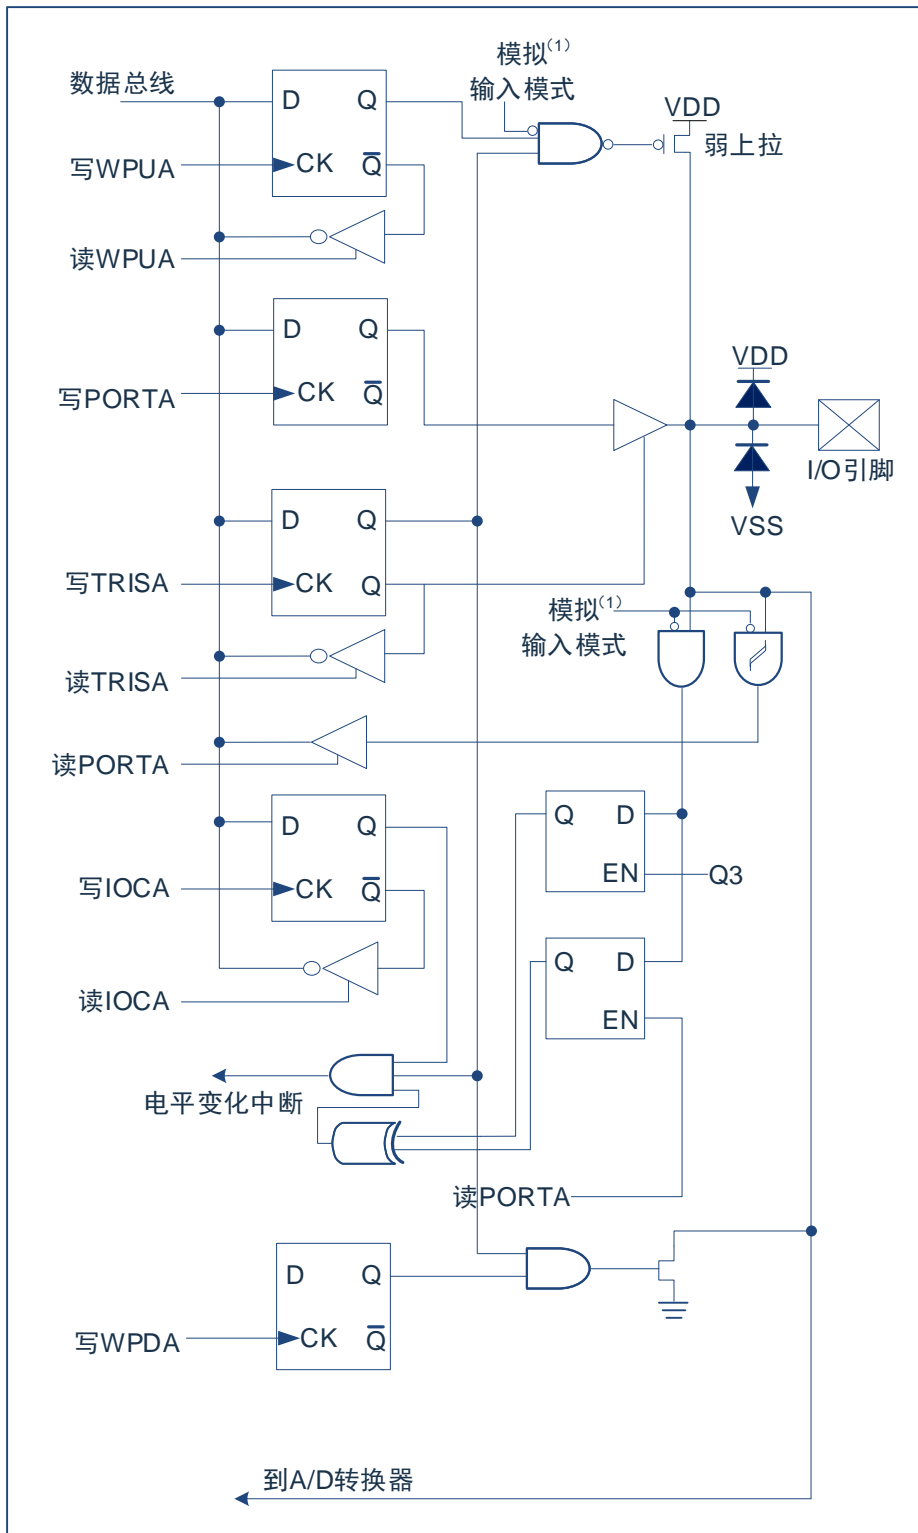 模拟(1)
输入模式
数据总线
D
Q
VDD
弱上拉
写WPUA
CK
Q̅
读WPUA
D
Q
VDD
写PORTA
CK
Q̅
I/O引脚
D
Q
VSS
写TRISA
CK
Q
模拟(1)
输入模式
读TRISA
读PORTA
D
Q
Q
D
写IOCA
CK
Q̅
EN
Q3
Q
D
读IOCA
EN
电平变化中断
读PORTA
D
Q
写WPDA
CK
Q̅
到A/D转换器